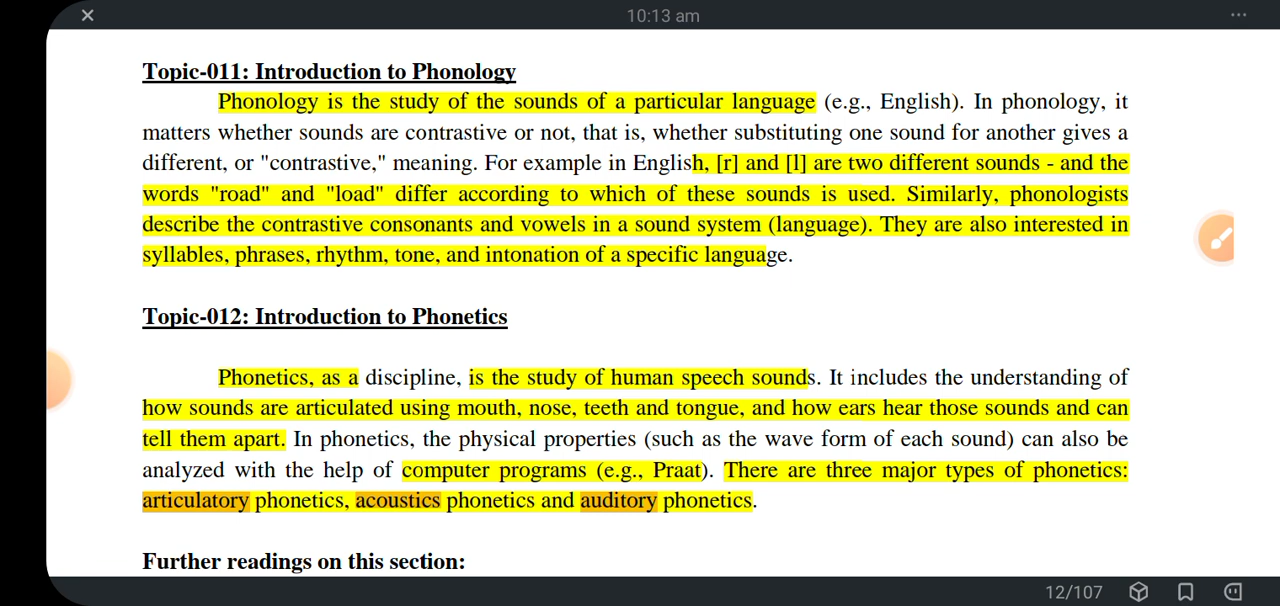 10:13 am
Topic-011: Introduction to Phonology
Phonology is the study of the sounds of a particular language (e.g., English). In phonology, it
matters whether sounds are contrastive or not, that is, whether substituting one sound for another gives a
different, or "contrastive," meaning. For example in English, [r] and [l] are two different sounds - and the
words "road" and "load" differ according to which of these sounds is used. Similarly, phonologists
describe the contrastive consonants and vowels in a sound system (language). They are also interested in
syllables, phrases, rhythm, tone, and intonation of a specific language.
Topic-012: Introduction to Phonetics
Phonetics, as a discipline, is the study of human speech sounds. It includes the understanding of
how sounds are articulated using mouth, nose, teeth and tongue, and how ears hear those sounds and can
tell them apart. In phonetics, the physical properties (such as the wave form of each sound) can also be
analyzed with the help of computer programs (e.g., Praat). There are three major types of phonetics:
articulatory phonetics, acoustics phonetics and auditory phonetics.
Further readings on this section:
12/107